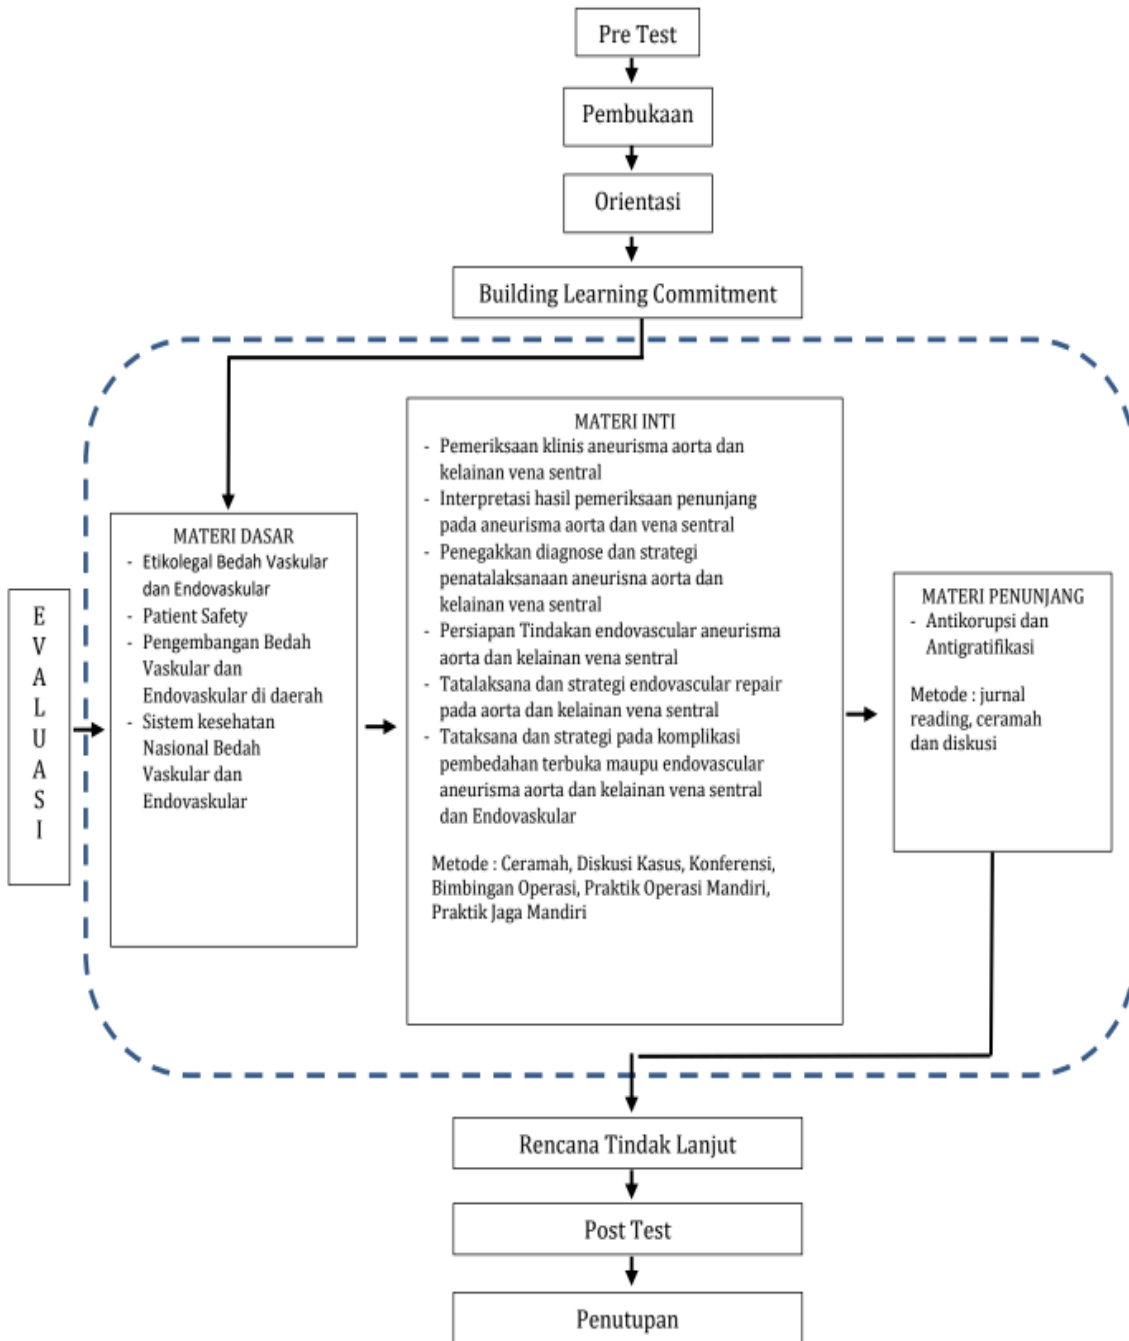 Pre Test
Pembukaan
Orientasi
Building Learning Commitment
E
V
A
L
U
A
S
I
MATERI DASAR
- Etikolegal Bedah Vaskular
dan Endovaskular
- Patient Safety
- Pengembangan Bedah
Vaskular dan
Endovaskular di daerah
- Sistem kesehatan
Nasional Bedah
Vaskular dan
Endovaskular
MATERI INTI
- Pemeriksaan klinis aneurisma aorta dan
kelainan vena sentral
- Interpretasi hasil pemeriksaan penunjang
pada aneurisma aorta dan vena sentral
- Penegakkan diagnose dan strategi
penatalaksanaan aneurisna aorta dan
kelainan vena sentral
- Persiapan Tindakan endovascular aneurisma
aorta dan kelainan vena sentral
- Tatalaksana dan strategi endovascular repair
pada aorta dan kelainan vena sentral
- Tataksana dan strategi pada komplikasi
pembedahan terbuka maupu endovascular
aneurisma aorta dan kelainan vena sentral
dan Endovaskular
Metode : Ceramah, Diskusi Kasus, Konferensi,
Bimbingan Operasi, Praktik Operasi Mandiri,
Praktik Jaga Mandiri
MATERI PENUNJANG
- Antikorupsi dan
Antigratifikasi
Metode : jurnal
reading, ceramah
dan diskusi
Rencana Tindak Lanjut
Post Test
Penutupan